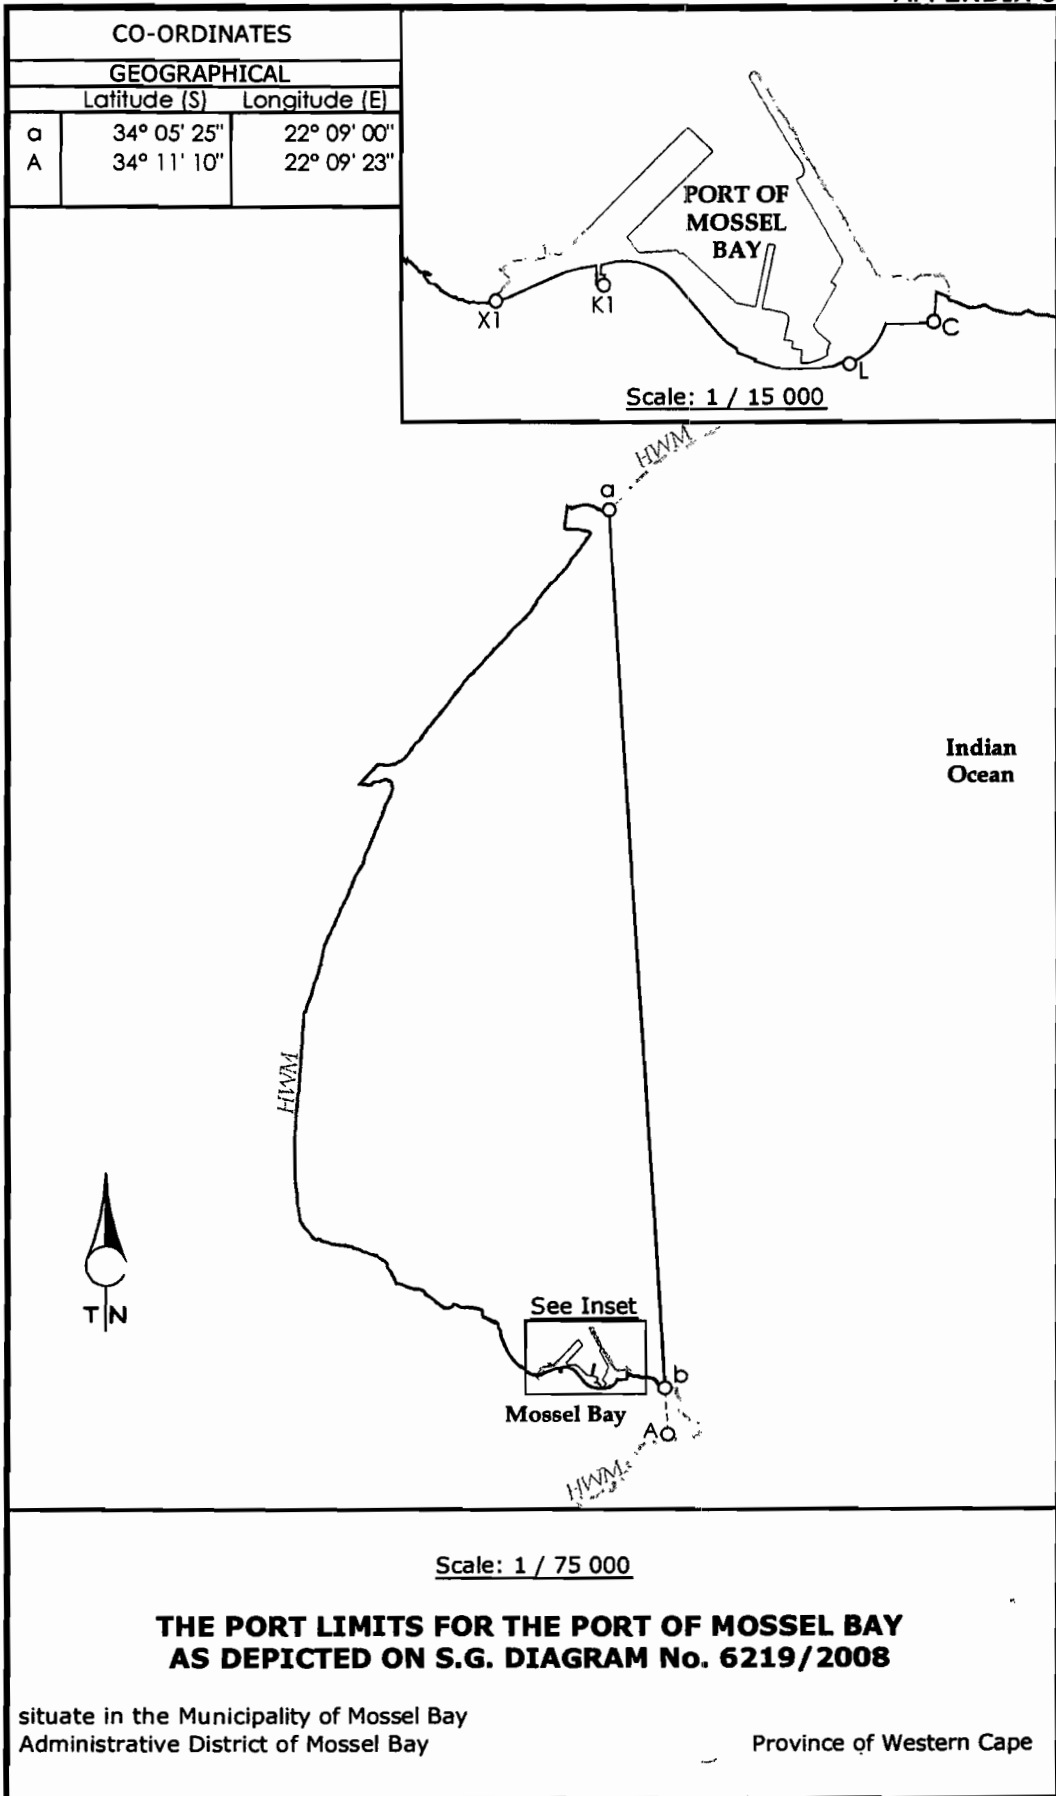 CO-ORDINATES
GEOGRAPHICAL
Latitude (S) Longitude (E)
a 34° 05' 25" 22° 09' 00"
A 34° 11' 10" 22° 09' 23"
PORT OF
MOSSEL
BAY
X1
K1
C
L
Scale: 1 / 15 000
HWM
a
Indian
Ocean
HWM
T N
See Inset
b
Mossel Bay
A
HWM
Scale: 1 / 75 000
THE PORT LIMITS FOR THE PORT OF MOSSEL BAY
AS DEPICTED ON S.G. DIAGRAM No. 6219/2008
situate in the Municipality of Mossel Bay
Administrative District of Mossel Bay
Province of Western Cape